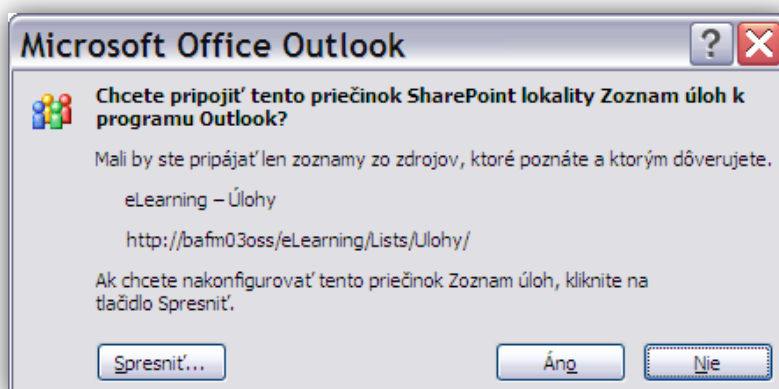 Microsoft Office Outlook
Chcete pripojiť tento priečinok SharePoint lokality Zoznam úloh k
programu Outlook?
Mali by ste pripájať len zoznamy zo zdrojov, ktoré poznáte a ktorým dôverujete.
eLearning – Úlohy
http://bafm03oss/eLearning/Lists/Ulohy/
Ak chcete nakonfigurovať tento priečinok Zoznam úloh, kliknite na
tlačidlo Spresniť.
Spresniť... Áno Nie